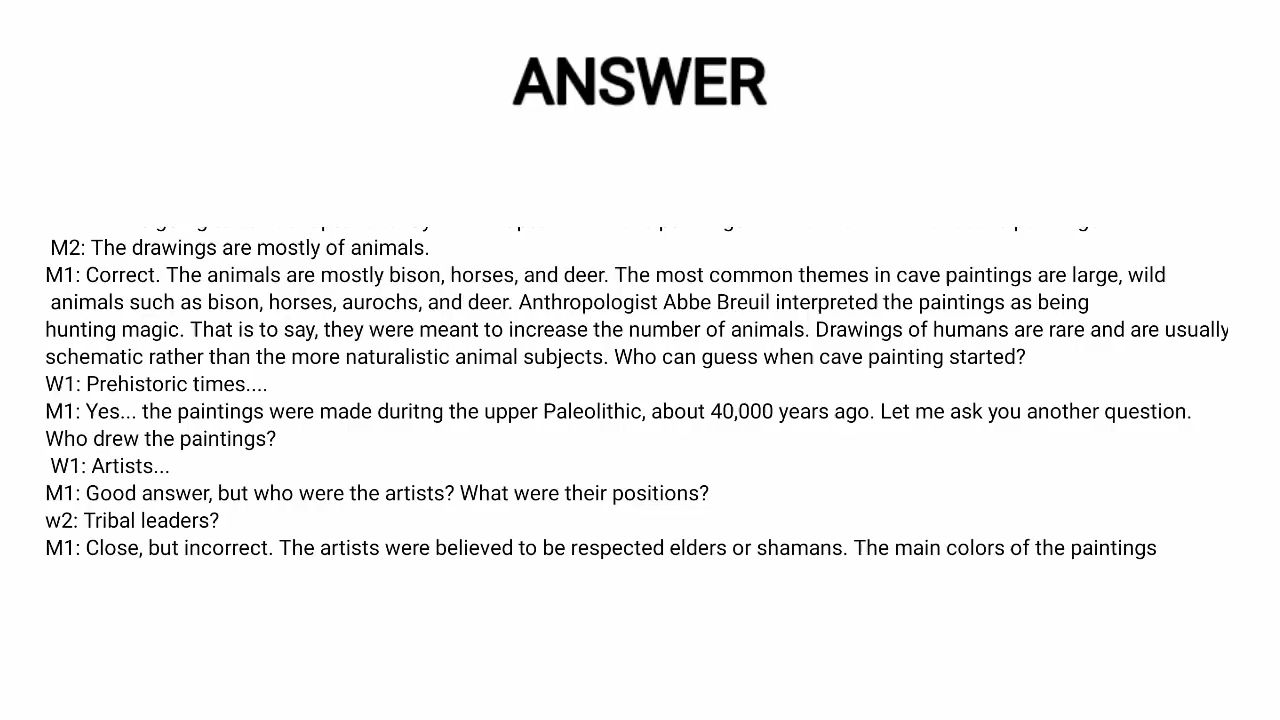 ANSWER
M2: The drawings are mostly of animals.
M1: Correct. The animals are mostly bison, horses, and deer. The most common themes in cave paintings are large, wild
animals such as bison, horses, aurochs, and deer. Anthropologist Abbe Breuil interpreted the paintings as being
hunting magic. That is to say, they were meant to increase the number of animals. Drawings of humans are rare and are usually
schematic rather than the more naturalistic animal subjects. Who can guess when cave painting started?
W1: Prehistoric times....
M1: Yes... the paintings were made duritng the upper Paleolithic, about 40,000 years ago. Let me ask you another question.
Who drew the paintings?
W1: Artists...
M1: Good answer, but who were the artists? What were their positions?
w2: Tribal leaders?
M1: Close, but incorrect. The artists were believed to be respected elders or shamans. The main colors of the paintings